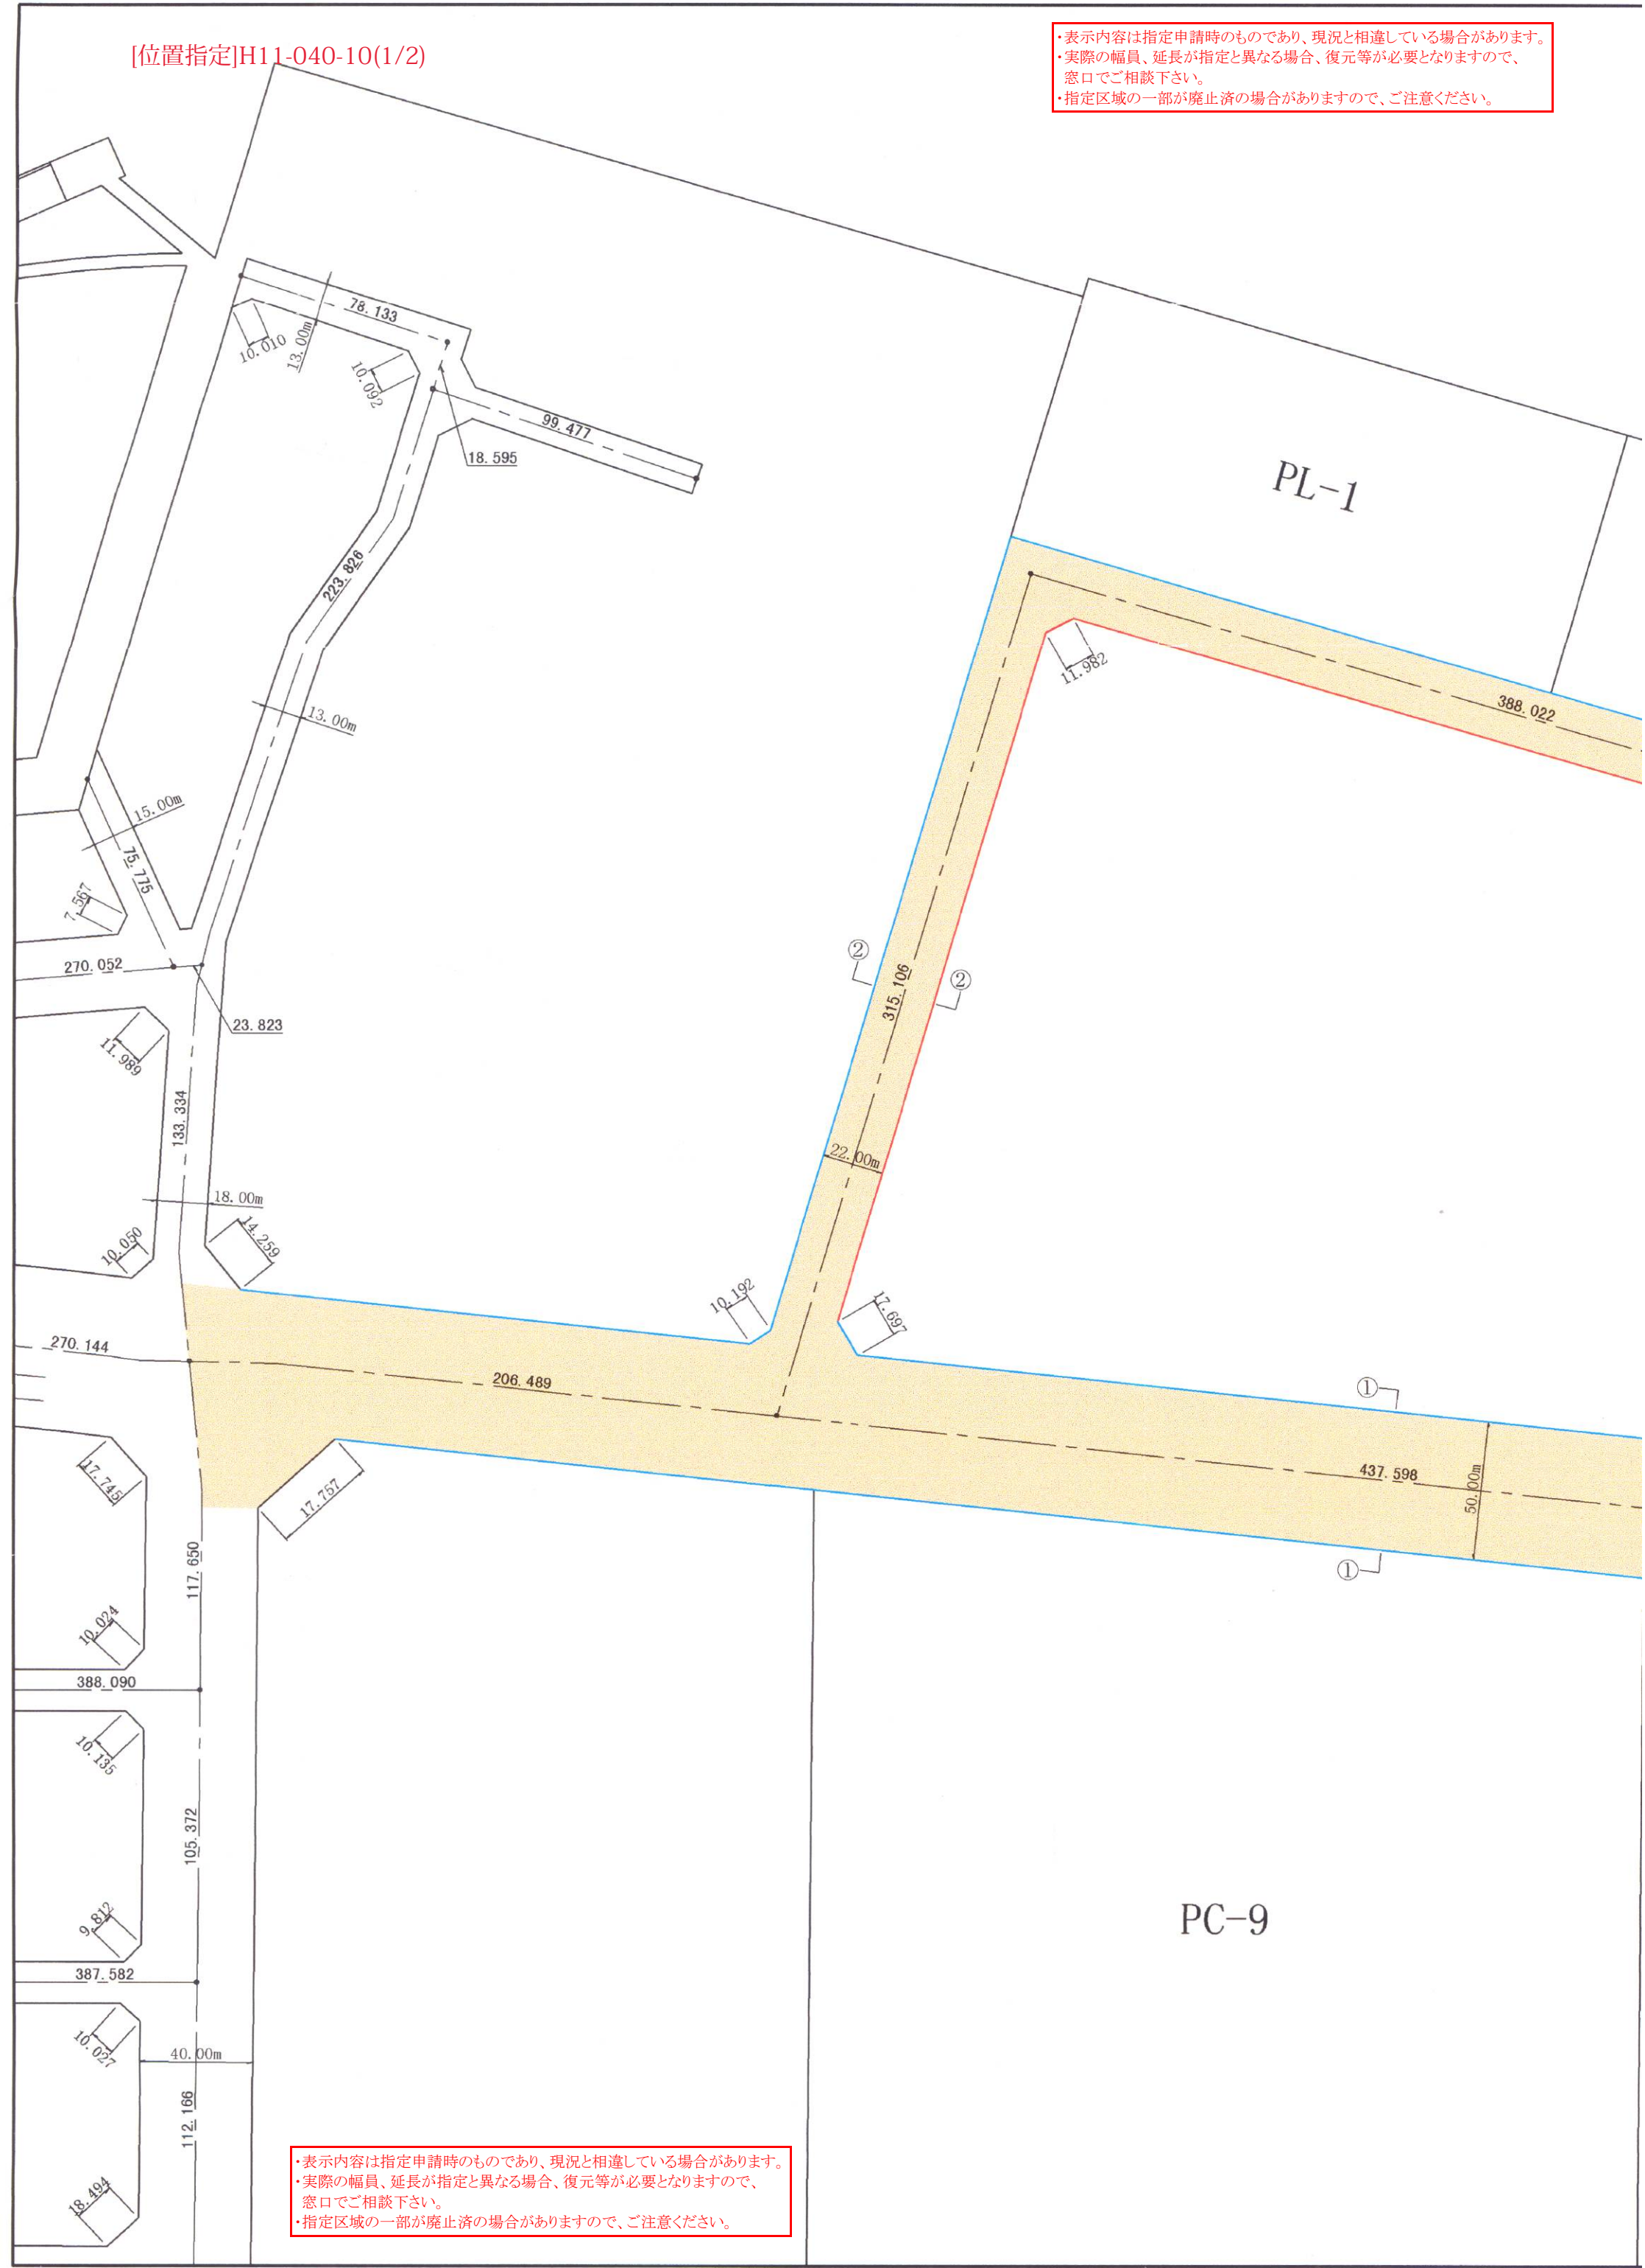 [位置指定]H11-040-10(1/2)
・表示内容は指定申請時のものであり、現況と相違している場合があります。
・実際の幅員、延長が指定と異なる場合、復元等が必要となりますので、
窓口でご相談下さい。
・指定区域の一部が廃止済の場合がありますので、ご注意ください。
78.133
10.010
13.00m
10.092
99.477
18.595
PL-1
223.826
11.982
388.022
13.00m
15.00m
75.775
7.567
270.052
②
②
315.106
23.823
11.989
133.334
22.00m
18.00m
14.259
10.050
10.192
17.697
270.144
206.489
①
437.598
50.00m
17.745
17.757
①
117.650
10.024
388.090
10.135
105.372
PC-9
9.812
387.582
10.027
40.00m
112.166
18.494
・表示内容は指定申請時のものであり、現況と相違している場合があります。
・実際の幅員、延長が指定と異なる場合、復元等が必要となりますので、
窓口でご相談下さい。
・指定区域の一部が廃止済の場合がありますので、ご注意ください。